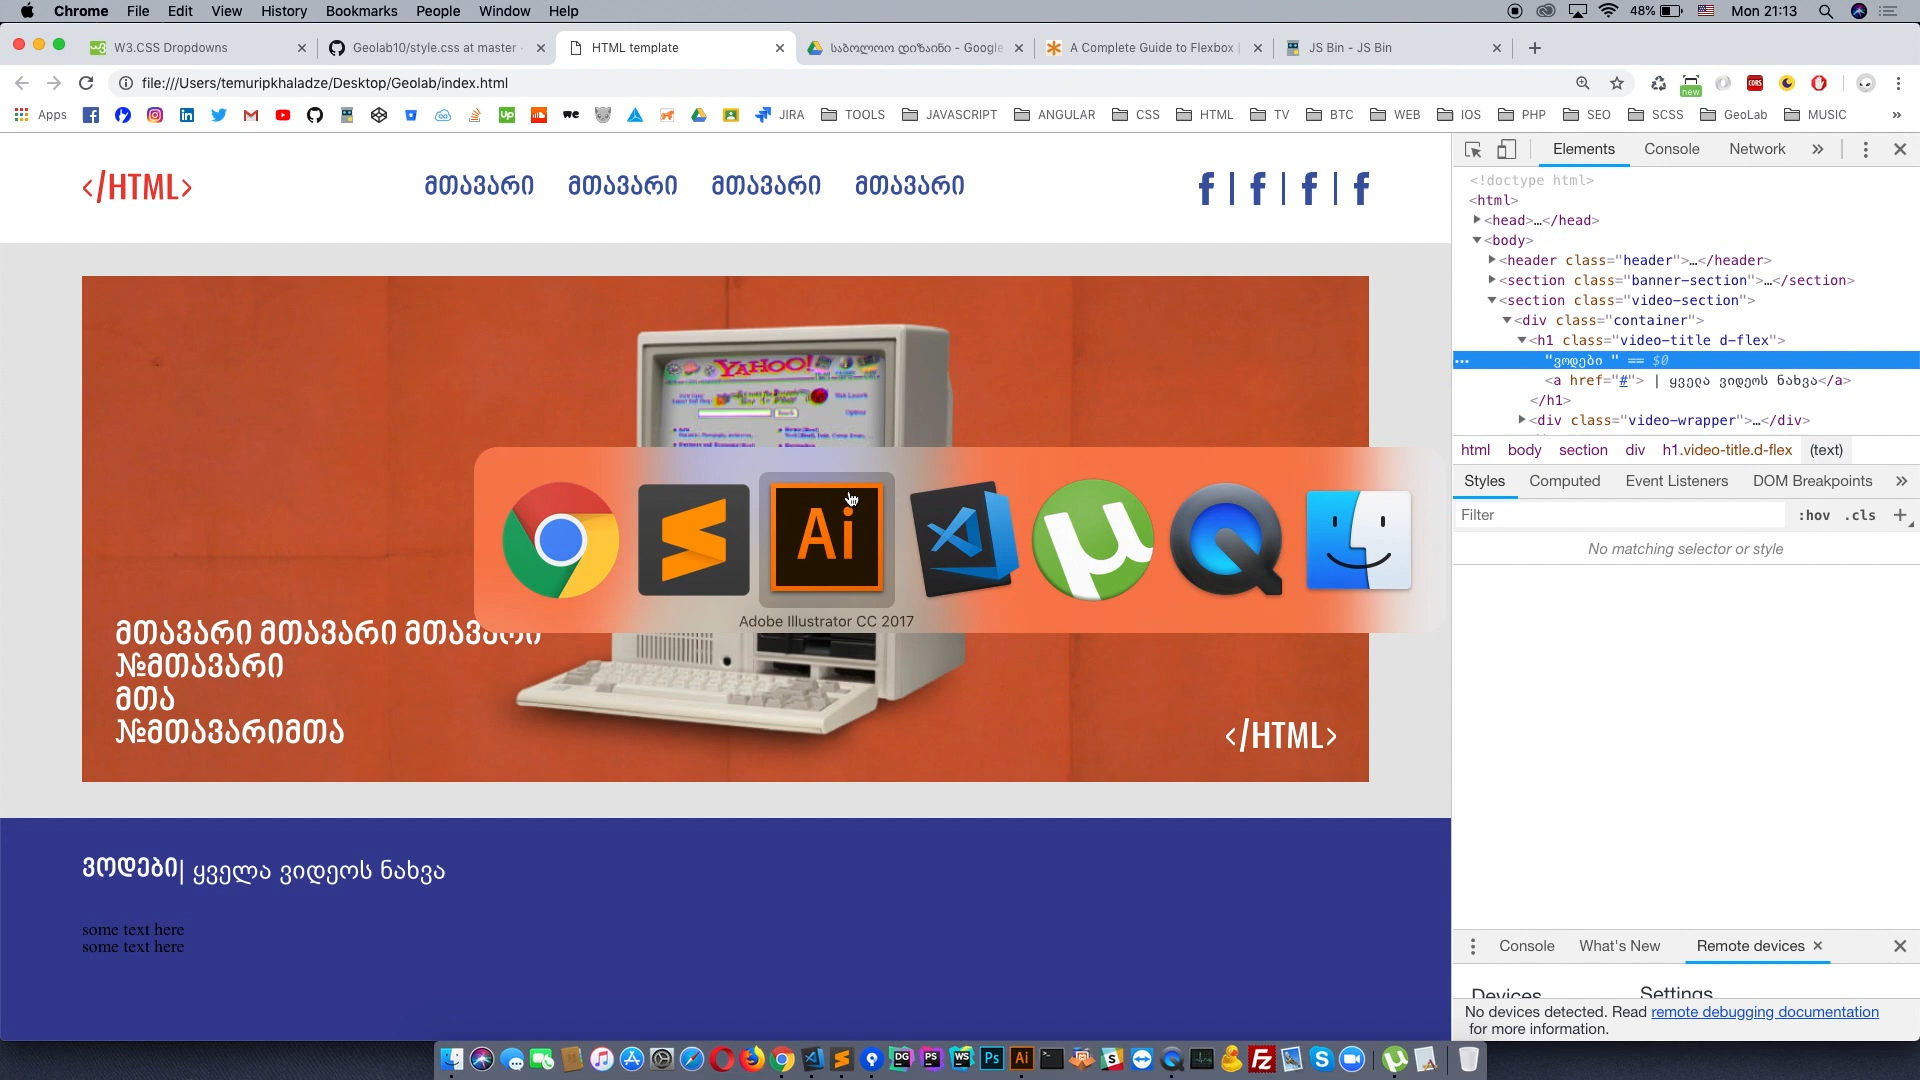 Chrome File Edit View History Bookmarks People Window Help 48% Mon 21:13
W3.CSS Dropdowns Geolab10/style.css at master · HTML template საბოლოო დიზაინი - Google A Complete Guide to Flexbox | JS Bin - JS Bin
file:///Users/temuripkhaladze/Desktop/Geolab/index.html
Apps JIRA TOOLS JAVASCRIPT ANGULAR CSS HTML TV BTC WEB IOS PHP SEO SCSS GeoLab MUSIC »
</HTML> მთავარი მთავარი მთავარი მთავარი f | f | f | f
Elements Console Network »
<!doctype html>
<html>
<head>…</head>
<body>
<header class="header">…</header>
<section class="banner-section">…</section>
<section class="video-section">
<div class="container">
<h1 class="video-title d-flex">
"ვოდები " == $0
<a href="#"> | ყველა ვიდეოს ნახვა</a>
</h1>
<div class="video-wrapper">…</div>
html body section div h1.video-title.d-flex (text)
Styles Computed Event Listeners DOM Breakpoints »
Filter :hov .cls +
No matching selector or style
YAHOO!
Ai
Adobe Illustrator CC 2017
მთავარი მთავარი მთავარი
№მთავარი
მთა
№მთავარიმთა
</HTML>
ვოდები| ყველა ვიდეოს ნახვა
some text here
some text here
Console What's New Remote devices
Devices Settings
No devices detected. Read remote debugging documentation
for more information.